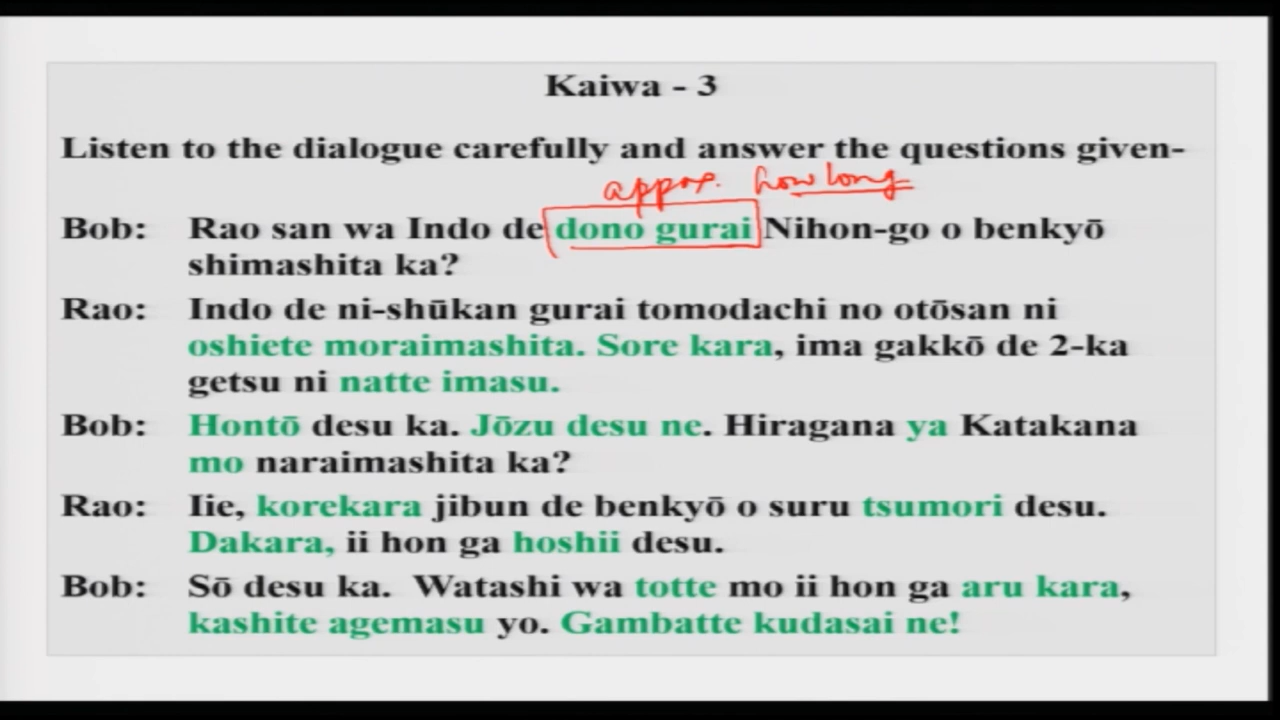 Kaiwa - 3
Listen to the dialogue carefully and answer the questions given-
appox. how long
Bob: Rao san wa Indo de dono gurai Nihon-go o benkyō
shimashita ka?
Rao: Indo de ni-shūkan gurai tomodachi no otōsan ni
oshiete moraimashita. Sore kara, ima gakkō de 2-ka
getsu ni natte imasu.
Bob: Hontō desu ka. Jōzu desu ne. Hiragana ya Katakana
mo naraimashita ka?
Rao: Iie, korekara jibun de benkyō o suru tsumori desu.
Dakara, ii hon ga hoshii desu.
Bob: Sō desu ka. Watashi wa totte mo ii hon ga aru kara,
kashite agemasu yo. Gambatte kudasai ne!